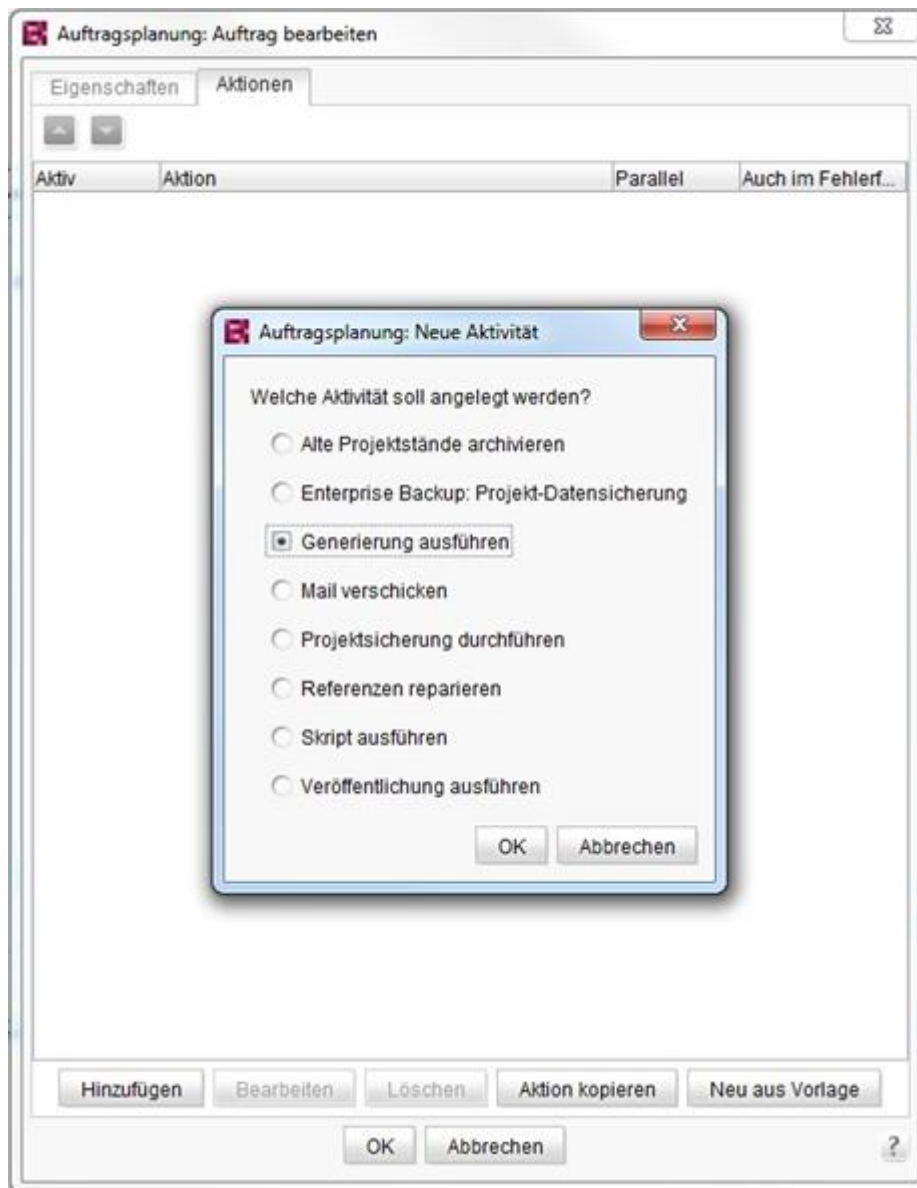 Auftragsplanung: Auftrag bearbeiten
Eigenschaften Aktionen
Aktiv Aktion Parallel Auch im Fehlerf...
Auftragsplanung: Neue Aktivität
Welche Aktivität soll angelegt werden?
Alte Projektstände archivieren
Enterprise Backup: Projekt-Datensicherung
Generierung ausführen
Mail verschicken
Projektsicherung durchführen
Referenzen reparieren
Skript ausführen
Veröffentlichung ausführen
OK Abbrechen
Hinzufügen Bearbeiten Löschen Aktion kopieren Neu aus Vorlage
OK Abbrechen ?